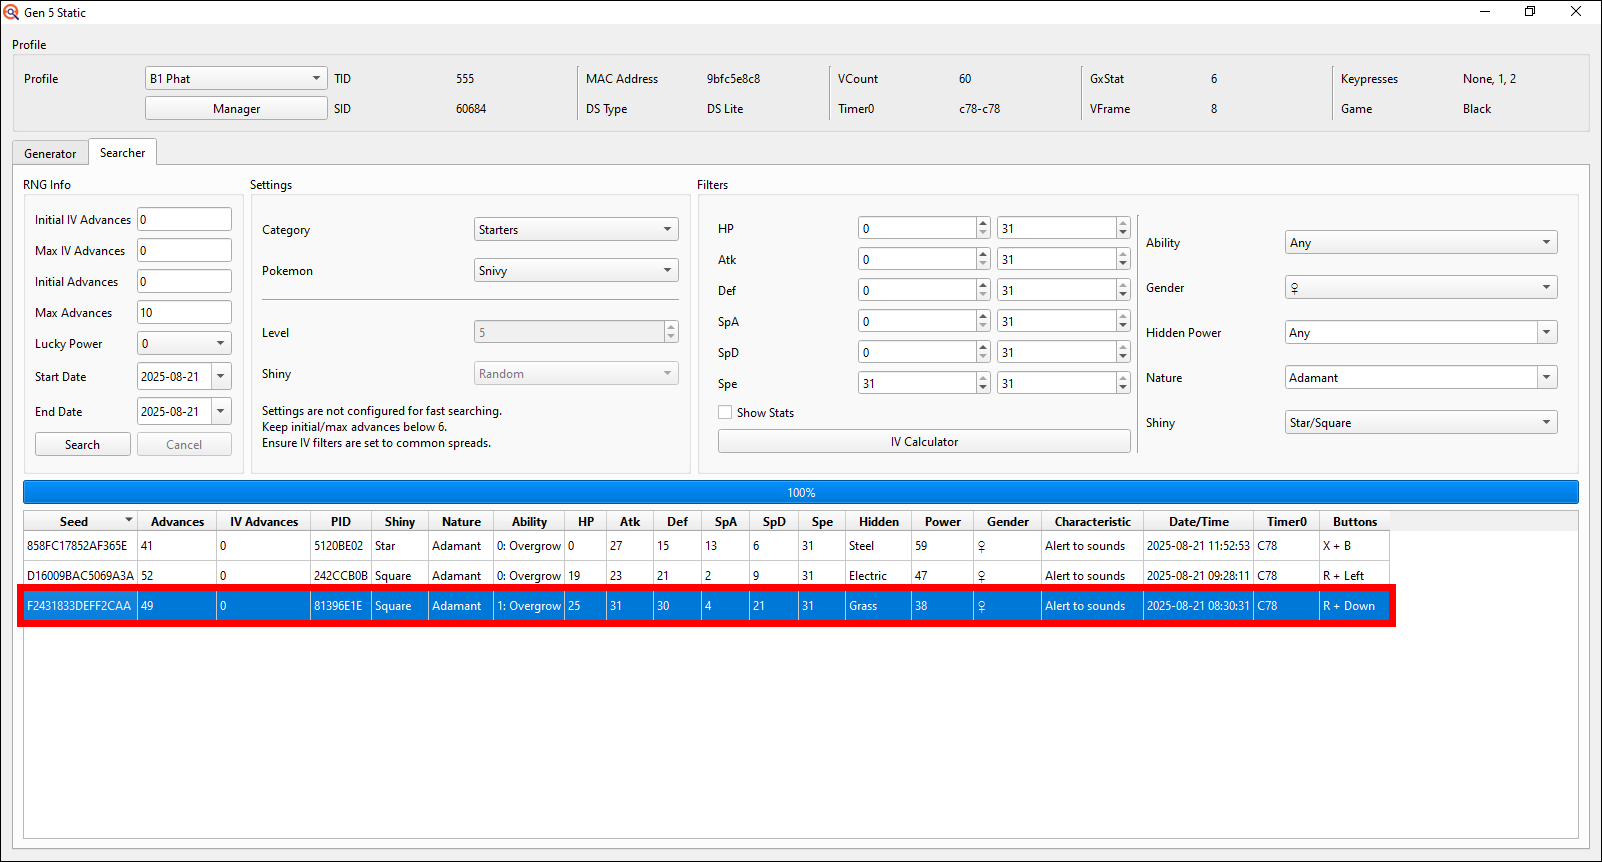 Gen 5 Static
Profile
Profile B1 Phat TID 555 MAC Address 9bfc5e8c8 VCount 60 GxStat 6 Keypresses None, 1, 2
Manager SID 60684 DS Type DS Lite Timer0 c78-c78 VFrame 8 Game Black
Generator Searcher
RNG Info
Initial IV Advances 0
Max IV Advances 0
Initial Advances 0
Max Advances 10
Lucky Power 0
Start Date 2025-08-21
End Date 2025-08-21
Search Cancel
Settings
Category Starters
Pokemon Snivy
Level 5
Shiny Random
Settings are not configured for fast searching.
Keep initial/max advances below 6.
Ensure IV filters are set to common spreads.
Filters
HP 0 31
Atk 0 31
Def 0 31
SpA 0 31
SpD 0 31
Spe 31 31
Show Stats
IV Calculator
Ability Any
Gender ♀
Hidden Power Any
Nature Adamant
Shiny Star/Square
100%
Seed Advances IV Advances PID Shiny Nature Ability HP Atk Def SpA SpD Spe Hidden Power Gender Characteristic Date/Time Timer0 Buttons
858FC17852AF365E 41 0 5120BE02 Star Adamant 0: Overgrow 0 27 15 13 6 31 Steel 59 ♀ Alert to sounds 2025-08-21 11:52:53 C78 X + B
D16009BAC5069A3A 52 0 242CCB0B Square Adamant 0: Overgrow 19 23 21 2 9 31 Electric 47 ♀ Alert to sounds 2025-08-21 09:28:11 C78 R + Left
F2431833DEFF2CAA 49 0 81396E1E Square Adamant 1: Overgrow 25 31 30 4 21 31 Grass 38 ♀ Alert to sounds 2025-08-21 08:30:31 C78 R + Down